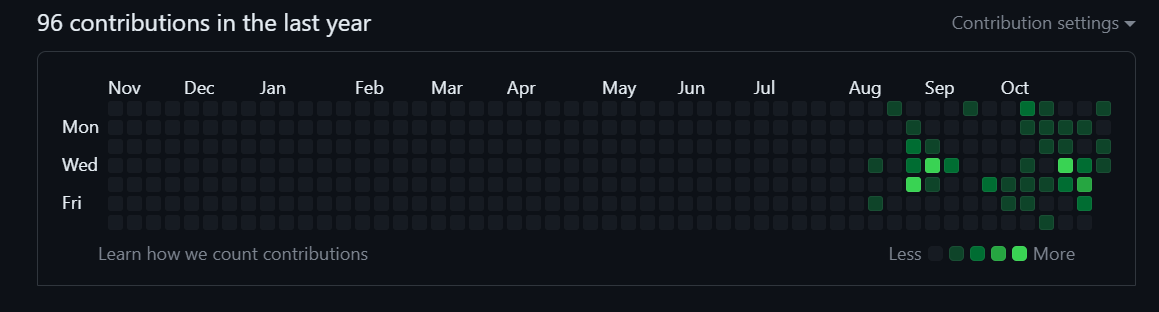 96 contributions in the last year
Contribution settings
Nov Dec Jan Feb Mar Apr May Jun Jul Aug Sep Oct
Mon
Wed
Fri
Learn how we count contributions
Less More